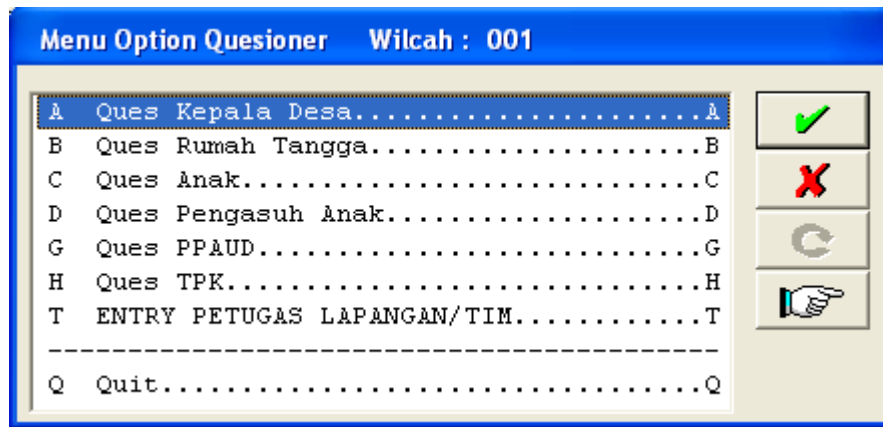 Menu Option Quesioner Wilcah : 001
A Ques Kepala Desa......................A
B Ques Rumah Tangga.....................B
C Ques Anak.............................C
D Ques Pengasuh Anak....................D
G Ques PPAUD............................G
H Ques TPK..............................H
T ENTRY PETUGAS LAPANGAN/TIM............T
------------------------------------------
Q Quit..................................Q